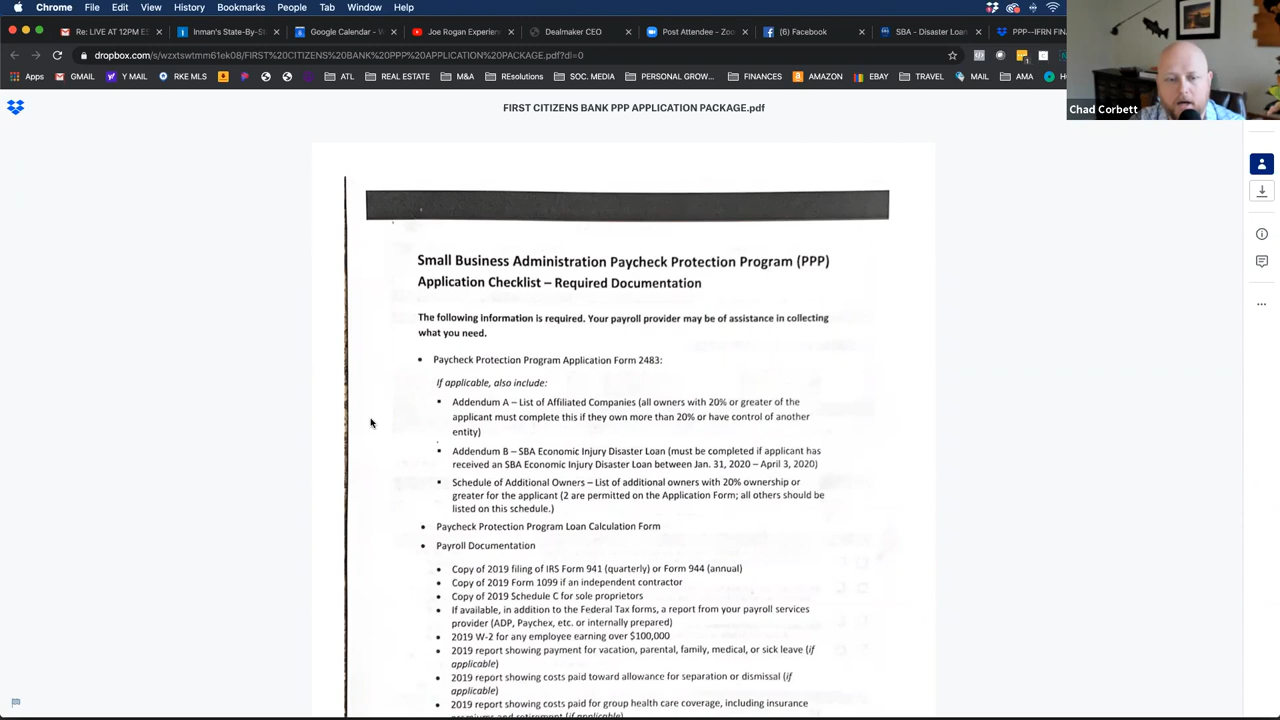 Chrome File Edit View History Bookmarks People Tab Window Help
Re: LIVE AT 12PM ES
Inman's State-By-St
Google Calendar -
Joe Rogan Experien
Dealmaker CEO
Post Attendee - Zoo
(6) Facebook
SBA - Disaster Loan
PPP--IFRN FINA
dropbox.com/s/wzxtswtmm61ek08/FIRST%20CITIZENS%20BANK%20PPP%20APPLICATION%20PACKAGE.pdf?dl=0
Apps GMAIL Y MAIL RKE MLS ATL REAL ESTATE M&A REsolutions SOC. MEDIA PERSONAL GROW... FINANCES AMAZON EBAY TRAVEL MAIL AMA
Chad Corbett
FIRST CITIZENS BANK PPP APPLICATION PACKAGE.pdf
Small Business Administration Paycheck Protection Program (PPP)
Application Checklist – Required Documentation
The following information is required. Your payroll provider may be of assistance in collecting
what you need.
• Paycheck Protection Program Application Form 2483:
If applicable, also include:
▪ Addendum A – List of Affiliated Companies (all owners with 20% or greater of the
applicant must complete this if they own more than 20% or have control of another
entity)
▪ Addendum B – SBA Economic Injury Disaster Loan (must be completed if applicant has
received an SBA Economic Injury Disaster Loan between Jan. 31, 2020 – April 3, 2020)
▪ Schedule of Additional Owners – List of additional owners with 20% ownership or
greater for the applicant (2 are permitted on the Application Form; all others should be
listed on this schedule.)
• Paycheck Protection Program Loan Calculation Form
• Payroll Documentation
▪ Copy of 2019 filing of IRS Form 941 (quarterly) or Form 944 (annual)
▪ Copy of 2019 Form 1099 if an independent contractor
▪ Copy of 2019 Schedule C for sole proprietors
▪ If available, in addition to the Federal Tax forms, a report from your payroll services
provider (ADP, Paychex, etc. or internally prepared)
▪ 2019 W-2 for any employee earning over $100,000
▪ 2019 report showing payment for vacation, parental, family, medical, or sick leave (if
applicable)
▪ 2019 report showing costs paid toward allowance for separation or dismissal (if
applicable)
▪ 2019 report showing costs paid for group health care coverage, including insurance
premiums and retirement (if applicable)